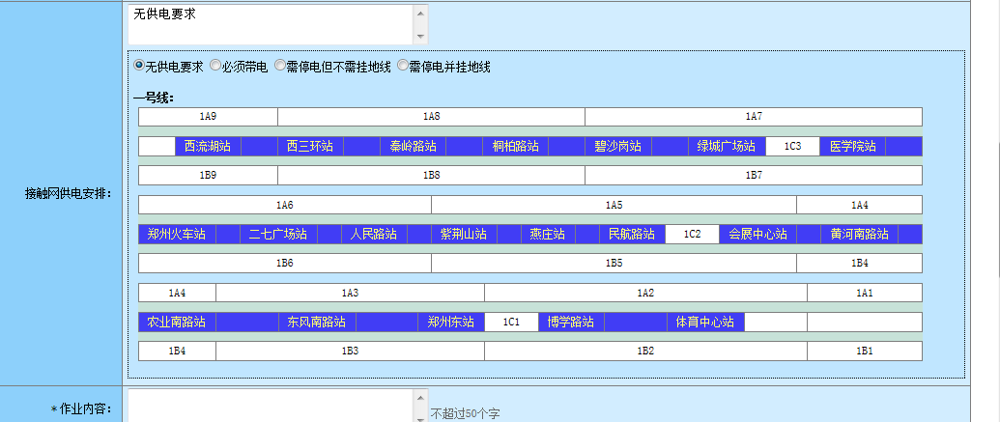 无供电要求
无供电要求 必须带电 需停电但不需挂地线 需停电并挂地线
一号线：
1A9 1A8 1A7
西流湖站 西三环站 秦岭路站 桐柏路站 碧沙岗站 绿城广场站 1C3 医学院站
1B9 1B8 1B7
接触网供电安排：
1A6 1A5 1A4
郑州火车站 二七广场站 人民路站 紫荆山站 燕庄站 民航路站 1C2 会展中心站 黄河南路站
1B6 1B5 1B4
1A4 1A3 1A2 1A1
农业南路站 东风南路站 郑州东站 1C1 博学路站 体育中心站
1B4 1B3 1B2 1B1
*作业内容：
不超过50个字